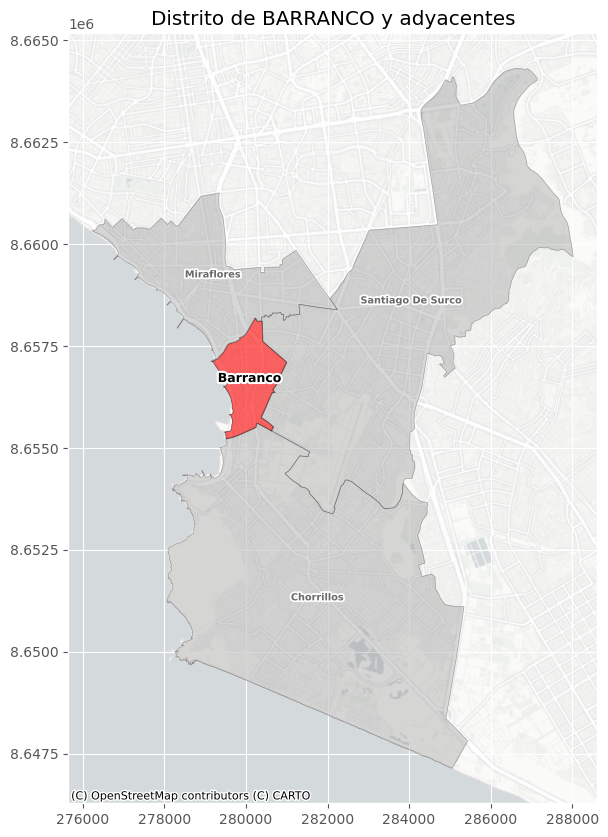 Distrito de BARRANCO y adyacentes
1e6
8.6650
8.6625
8.6600
Miraflores
Santiago De Surco
8.6575
Barranco
8.6550
8.6525
Chorrillos
8.6500
8.6475
(C) OpenStreetMap contributors (C) CARTO
276000 278000 280000 282000 284000 286000 288000